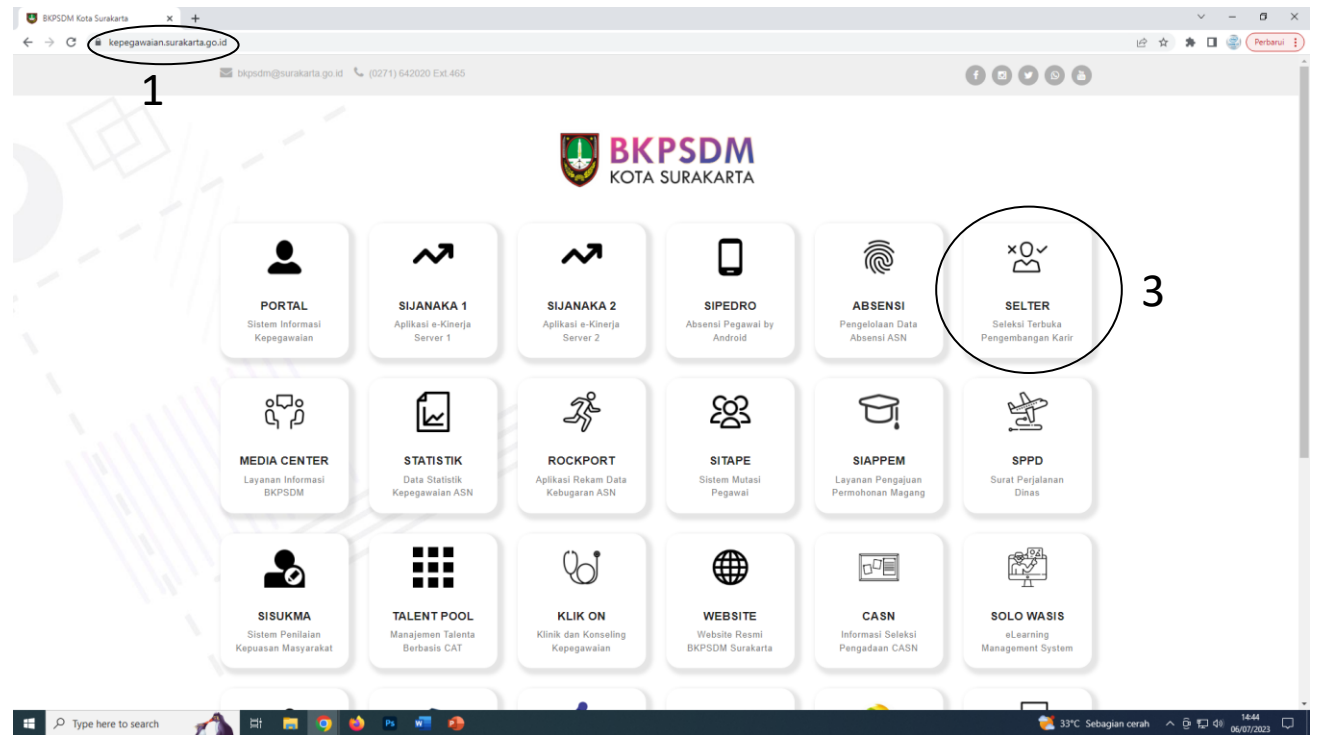 BKPSDM Kota Surakarta
kepegawaian.surakarta.go.id
Perbarui
1
bkpsdm@surakarta.go.id (0271) 642020 Ext.465
BKPSDM
KOTA SURAKARTA
PORTAL
Sistem Informasi
Kepegawaian
SIJANAKA 1
Aplikasi e-Kinerja
Server 1
SIJANAKA 2
Aplikasi e-Kinerja
Server 2
SIPEDRO
Absensi Pegawai by
Android
ABSENSI
Pengelolaan Data
Absensi ASN
SELTER
Seleksi Terbuka
Pengembangan Karir
3
MEDIA CENTER
Layanan Informasi
BKPSDM
STATISTIK
Data Statistik
Kepegawaian ASN
ROCKPORT
Aplikasi Rekam Data
Kebugaran ASN
SITAPE
Sistem Mutasi
Pegawai
SIAPPEM
Layanan Pengajuan
Permohonan Magang
SPPD
Surat Perjalanan
Dinas
SISUKMA
Sistem Penilaian
Kepuasan Masyarakat
TALENT POOL
Manajemen Talenta
Berbasis CAT
KLIK ON
Klinik dan Konseling
Kepegawaian
WEBSITE
Website Resmi
BKPSDM Surakarta
CASN
Informasi Seleksi
Pengadaan CASN
SOLO WASIS
eLearning
Management System
Type here to search
33°C Sebagian cerah
14:44
06/07/2023